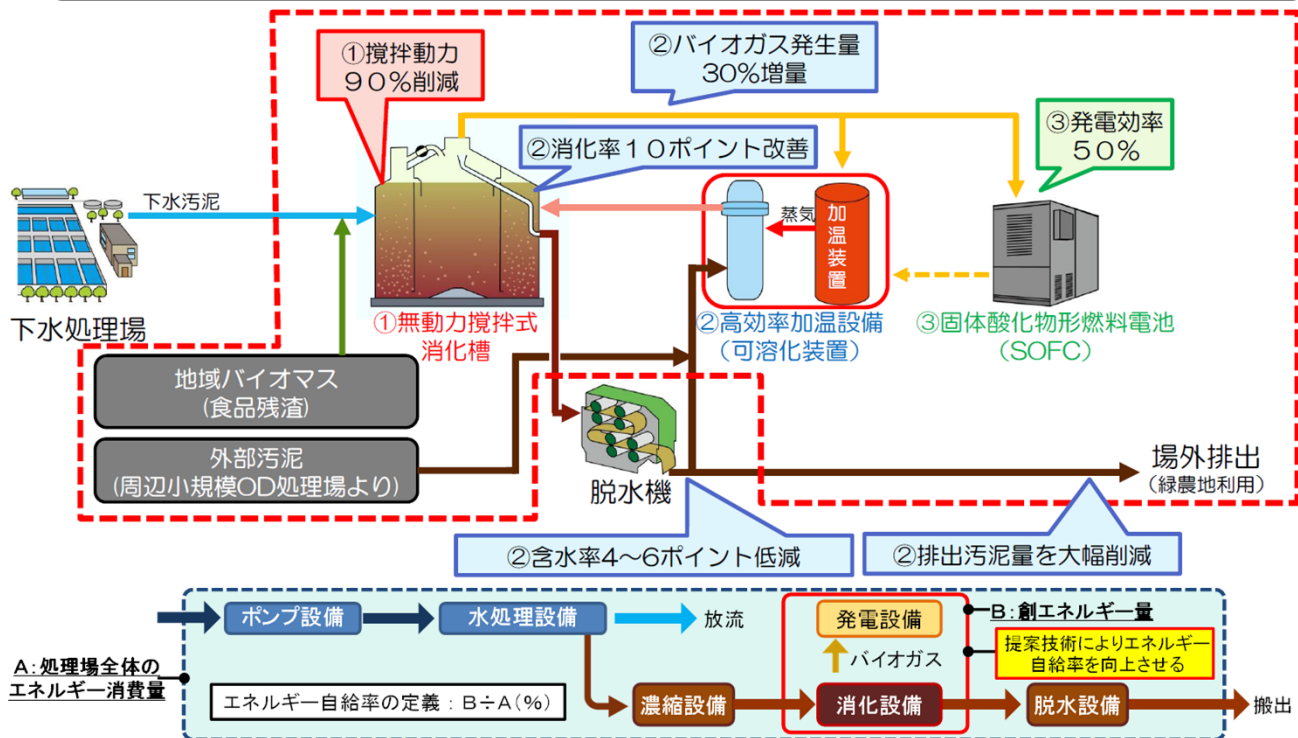 ①撹拌動力
９０%削減
②バイオガス発生量
30%増量
③発電効率
５０%
②消化率１０ポイント改善
下水汚泥
蒸気
加温装置
下水処理場
①無動力撹拌式
消化槽
②高効率加温設備
（可溶化装置）
③固体酸化物形燃料電池
（SOFC）
地域バイオマス
(食品残渣)
外部汚泥
(周辺小規模OD処理場より)
脱水機
場外排出
（緑農地利用）
②含水率4～6ポイント低減
②排出汚泥量を大幅削減
ポンプ設備
水処理設備
放流
発電設備
B：創エネルギー量
バイオガス
提案技術によりエネルギー
自給率を向上させる
A：処理場全体の
エネルギー消費量
エネルギー自給率の定義：B÷A(%)
濃縮設備
消化設備
脱水設備
搬出